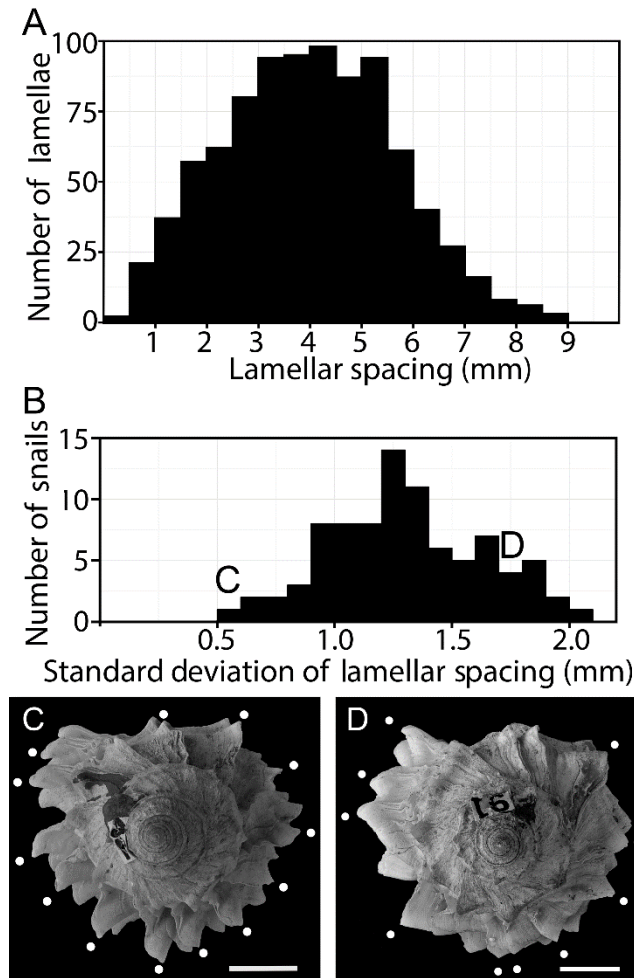 A
Number of lamellae
100
75
50
25
0
1 2 3 4 5 6 7 8 9
Lamellar spacing (mm)
B
Number of snails
15
10
5
0
C
D
0.5 1.0 1.5 2.0
Standard deviation of lamellar spacing (mm)
C
D